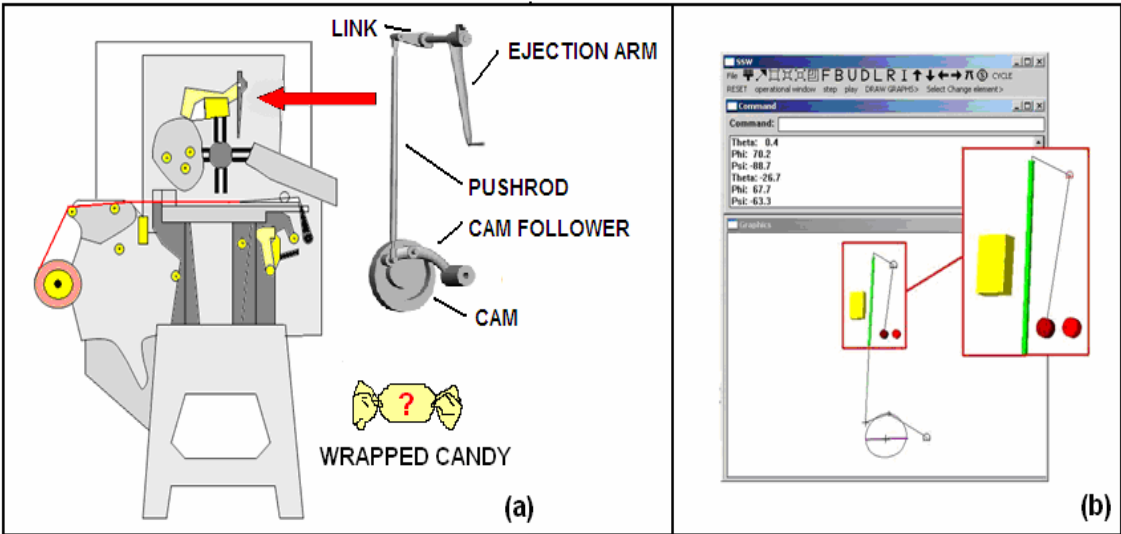 LINK
EJECTION ARM
PUSHROD
CAM FOLLOWER
CAM
?
WRAPPED CANDY
(a)
SSW
File F B U D L R I π S CYCLE
RESET operational window step play DRAW GRAPHS> Select Change element>
Command
Command:
Theta: 0.4
Phi: 70.2
Psi: -88.7
Theta: -26.7
Phi: 67.7
Psi: -63.3
Graphics
(b)